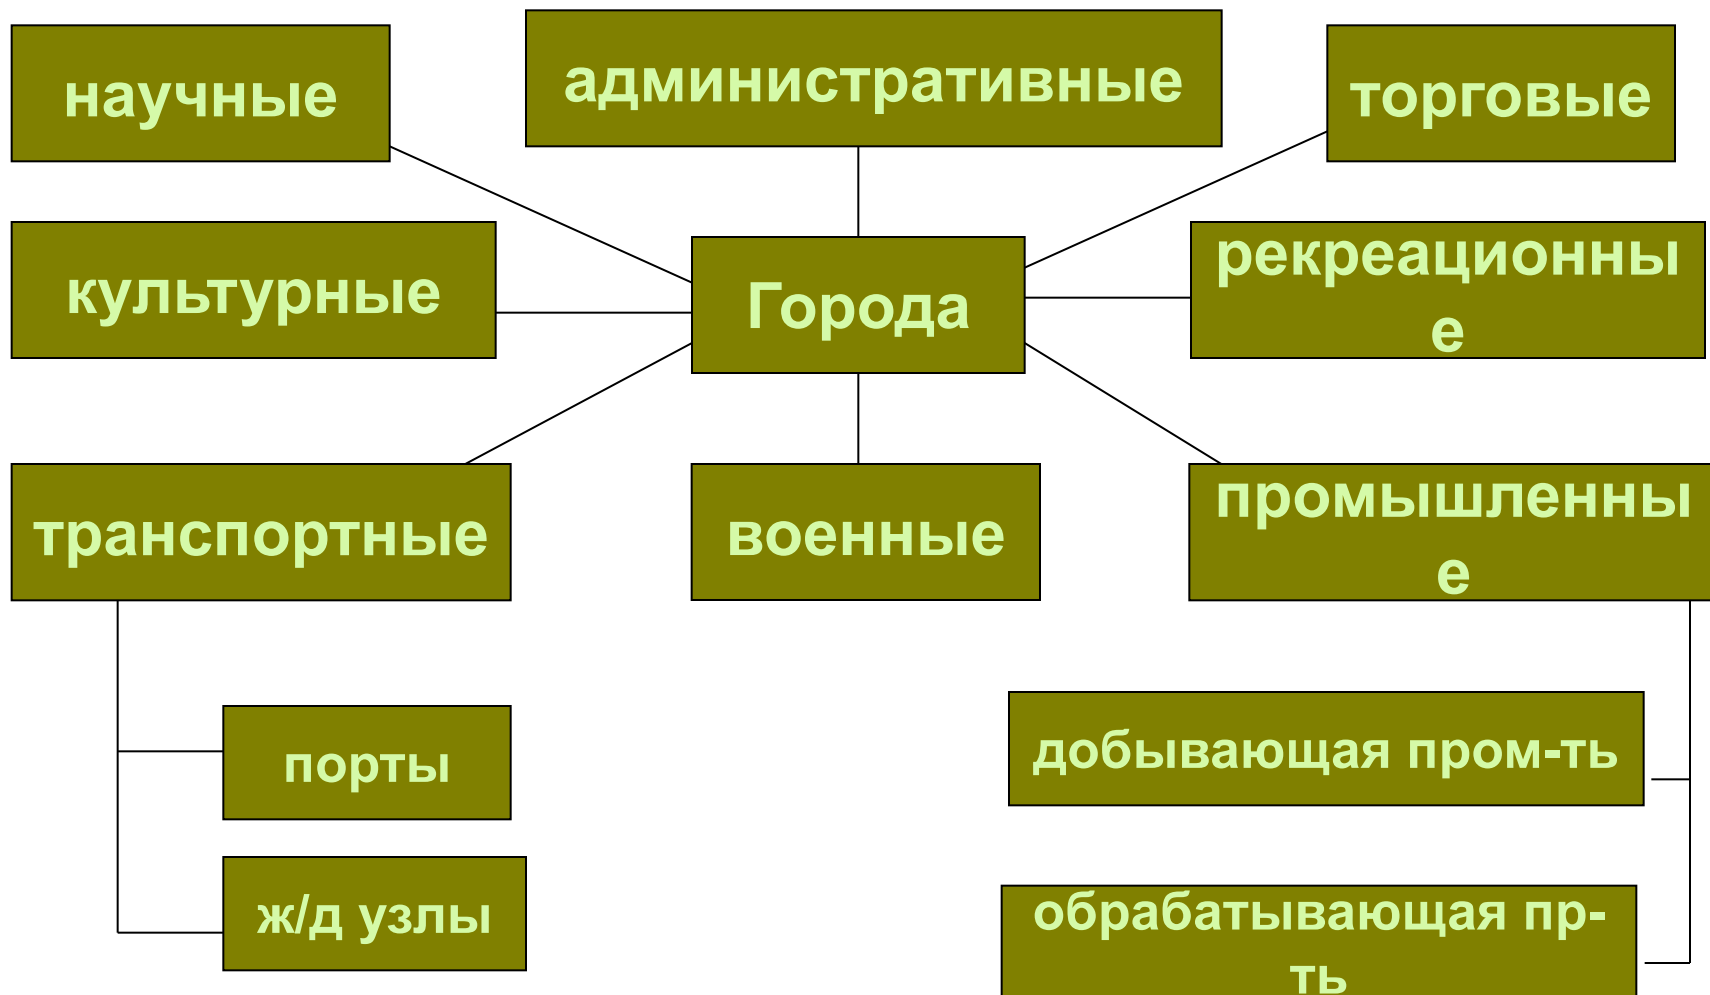 научные
административные
торговые
культурные
Города
рекреационны
е
транспортные
военные
промышленны
е
порты
добывающая пром-ть
ж/д узлы
обрабатывающая пр-
ть